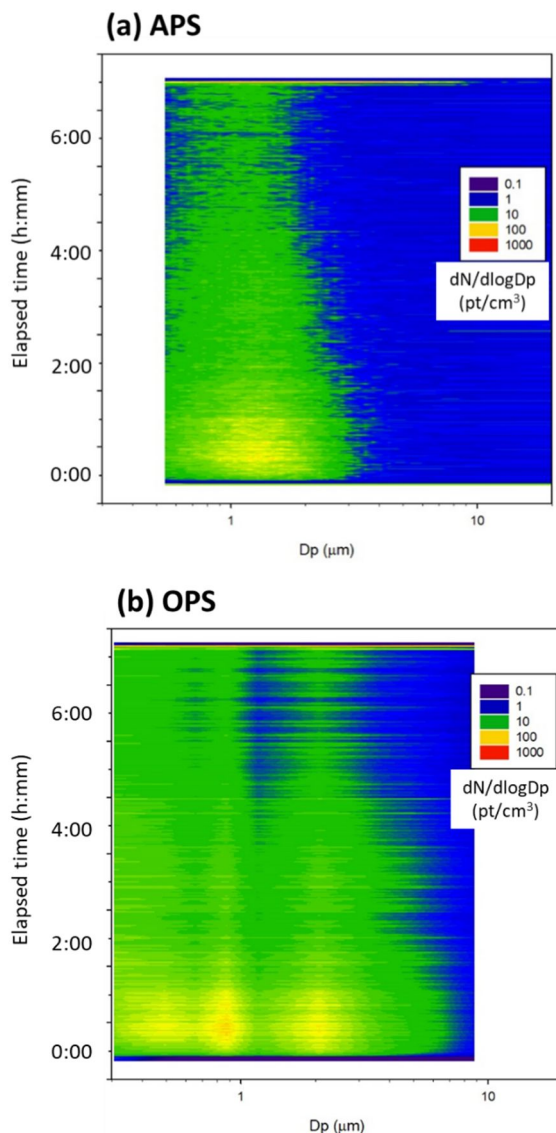 (a) APS
Elapsed time (h:mm)
6:00
4:00
2:00
0:00
0.1
1
10
100
1000
dN/dlogDp
(pt/cm³)
1
10
Dp (μm)
(b) OPS
Elapsed time (h:mm)
6:00
4:00
2:00
0:00
0.1
1
10
100
1000
dN/dlogDp
(pt/cm³)
1
10
Dp (μm)